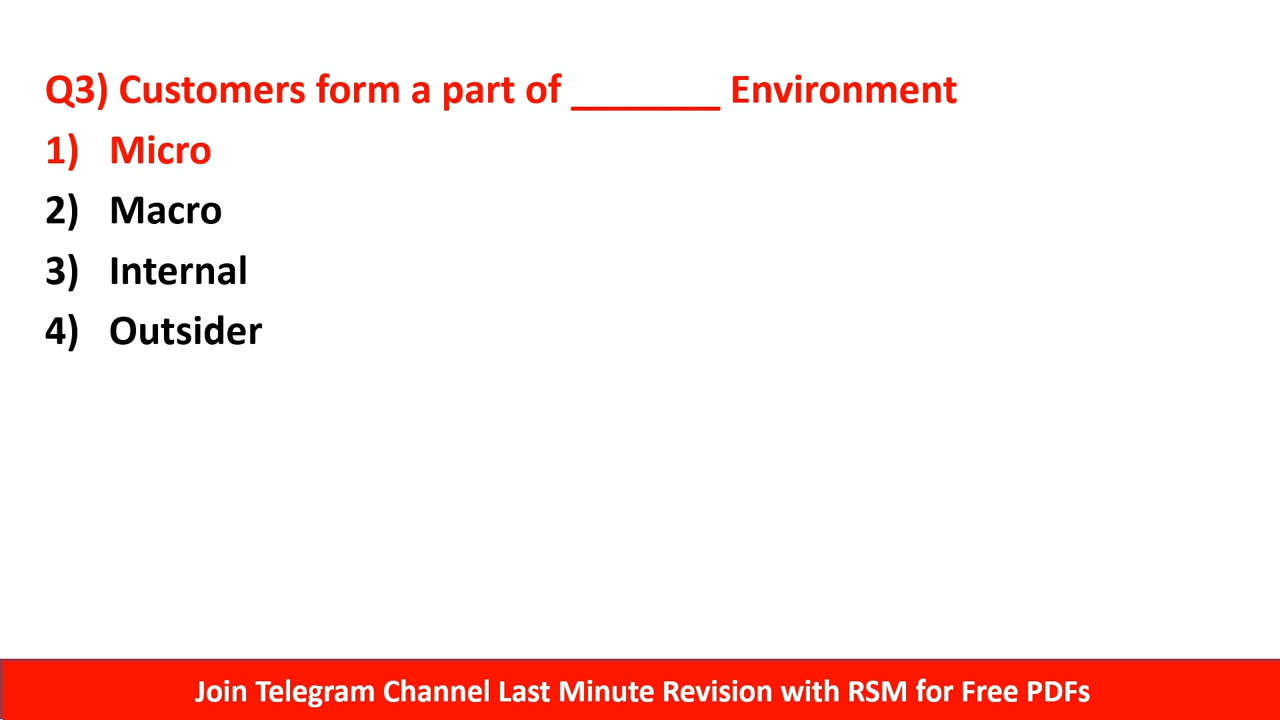 Q3) Customers form a part of _______ Environment
1) Micro
2) Macro
3) Internal
4) Outsider
Join Telegram Channel Last Minute Revision with RSM for Free PDFs